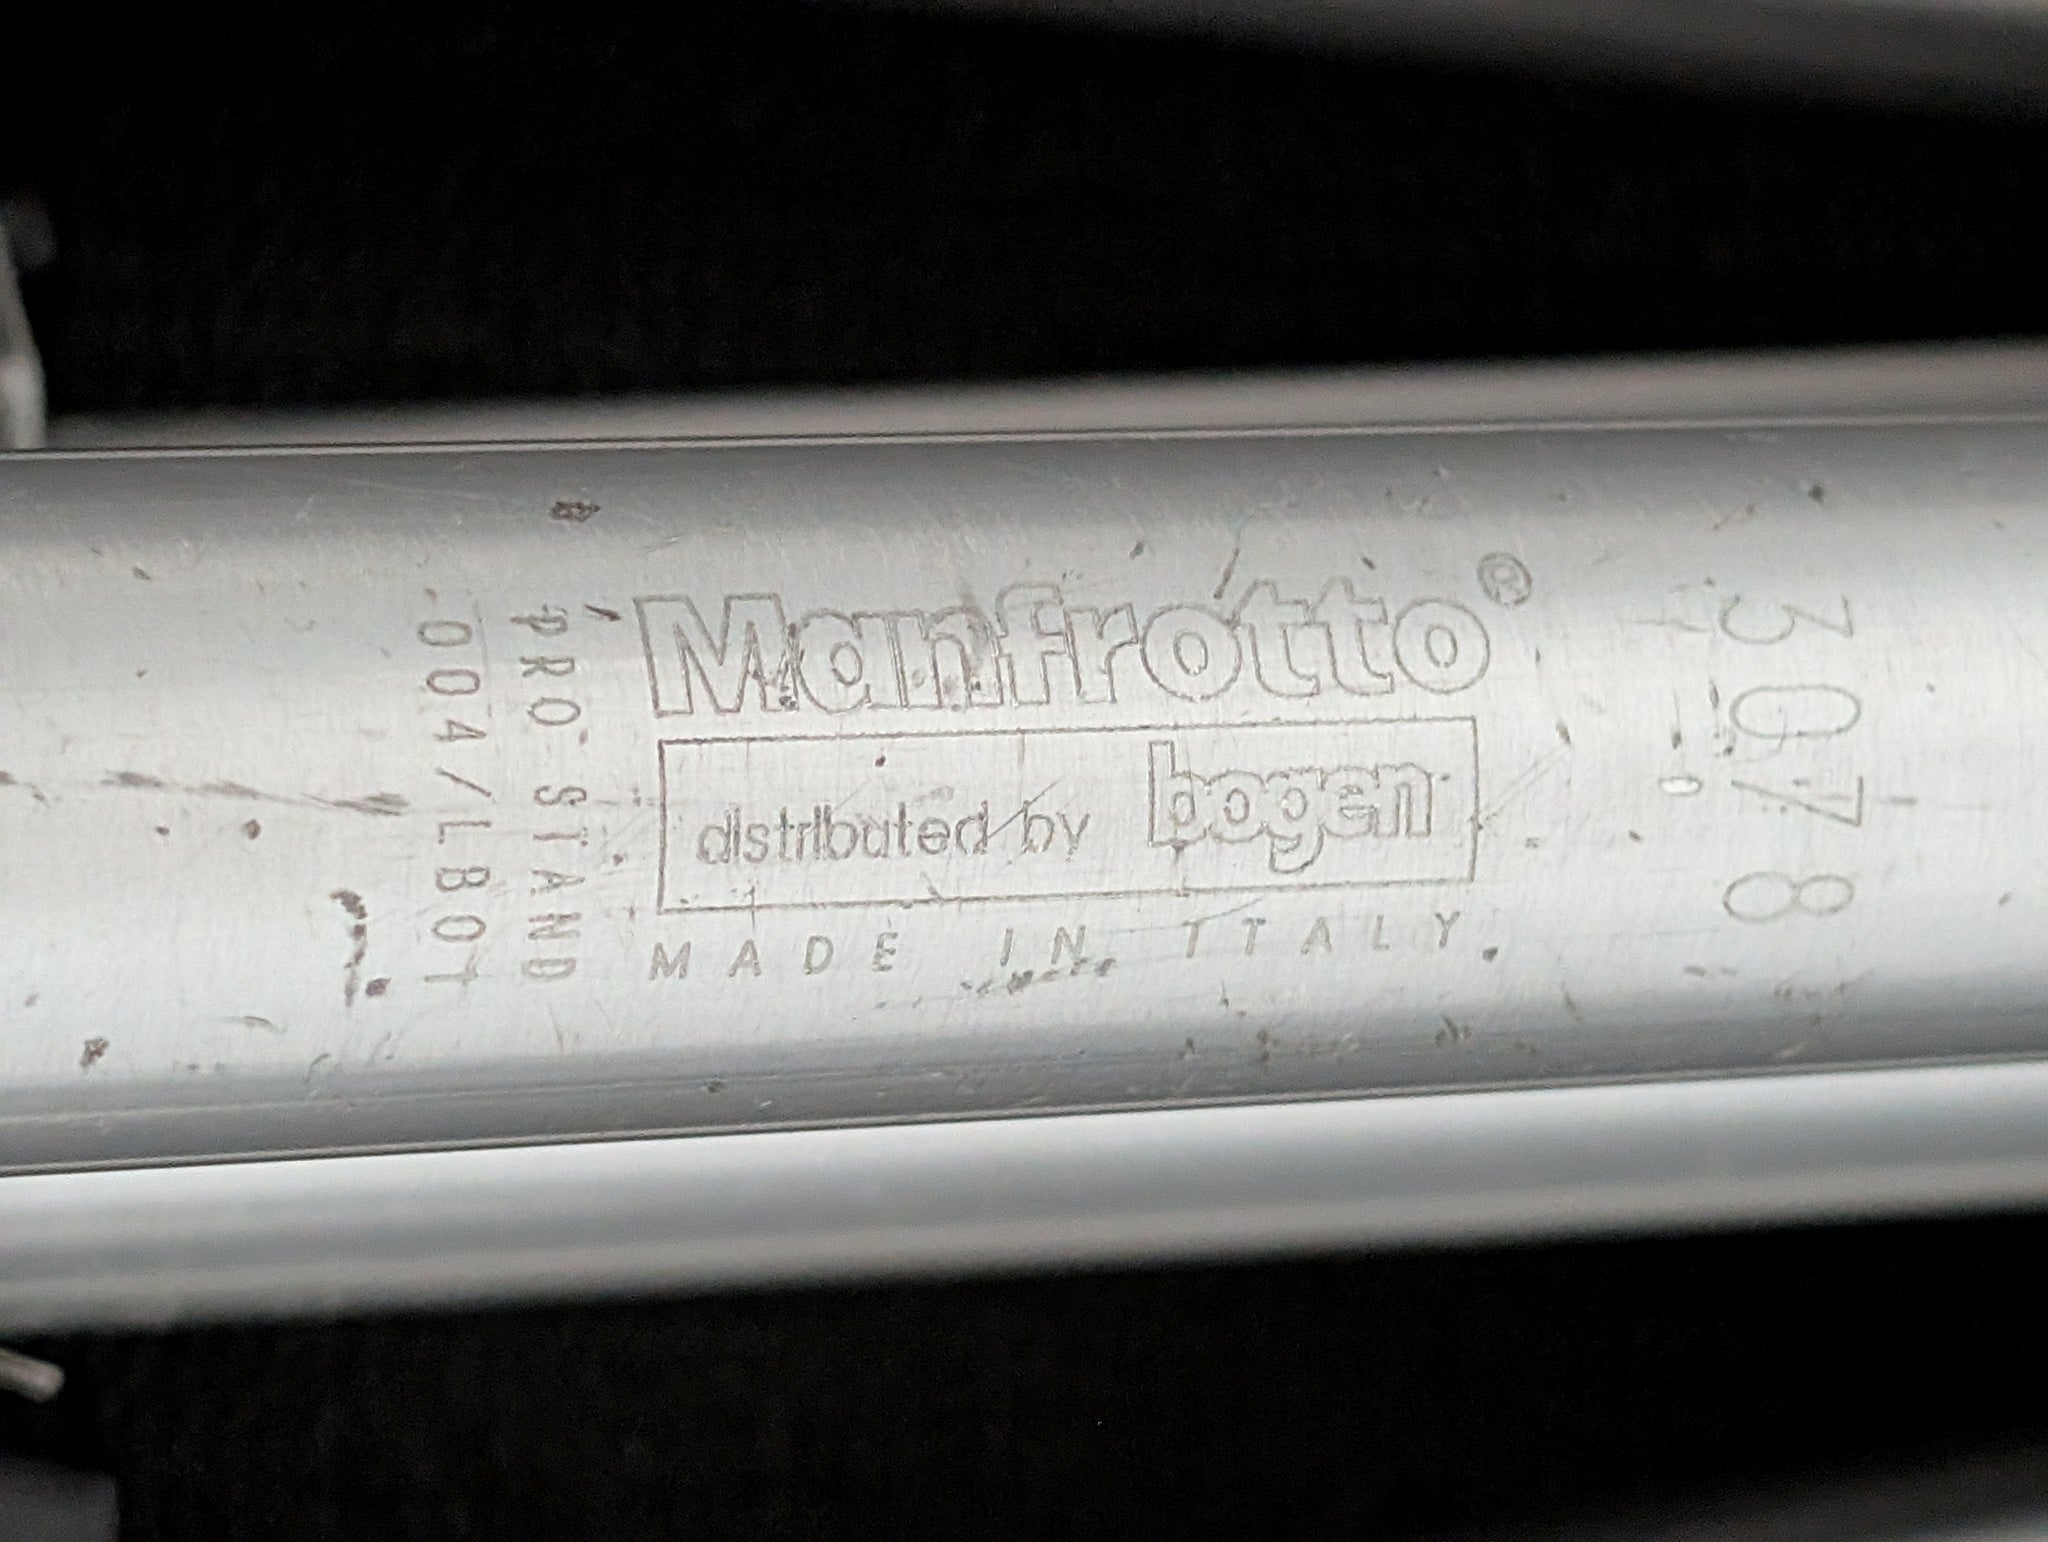 Manfrotto®
distributed by bogen
MADE IN ITALY
PRO STAND
004/LBOT
3078